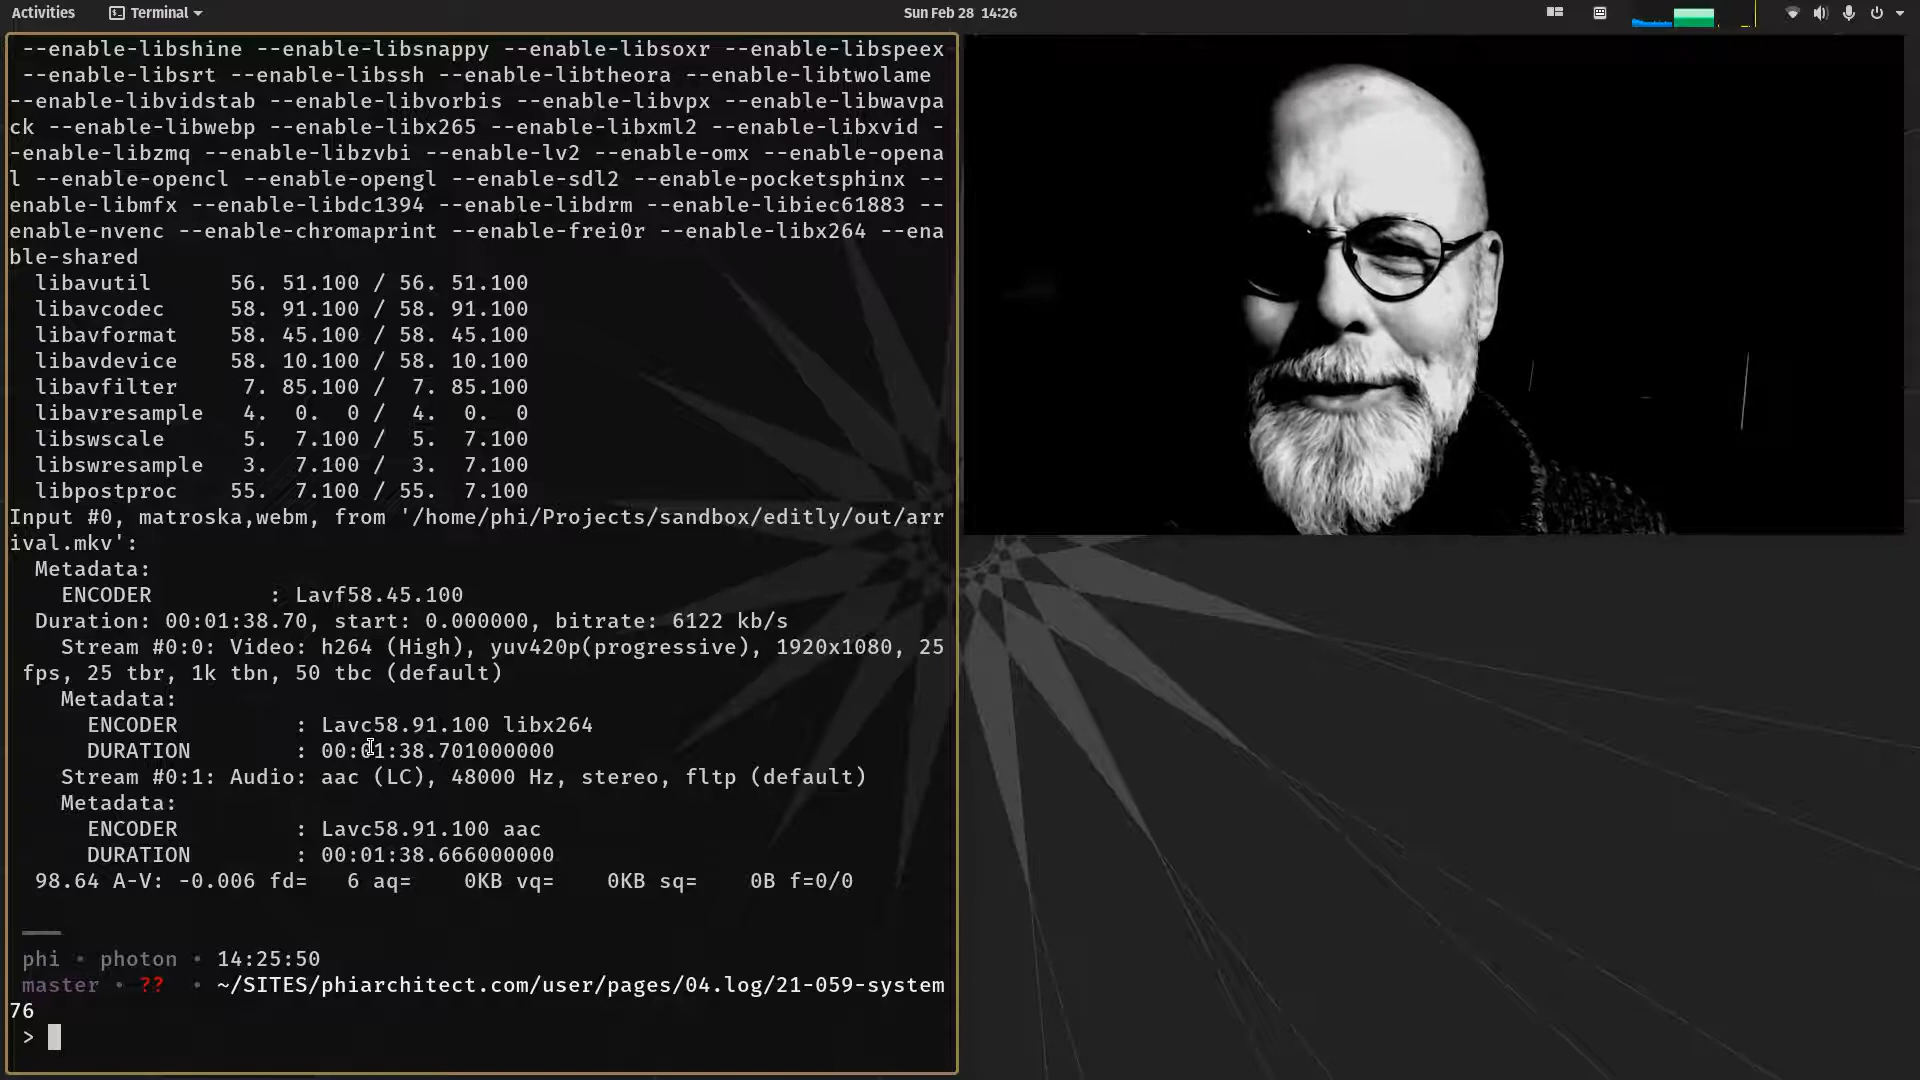 Activities Terminal Sun Feb 28 14:26
--enable-libshine --enable-libsnappy --enable-libsoxr --enable-libspeex
--enable-libsrt --enable-libssh --enable-libtheora --enable-libtwolame
--enable-libvidstab --enable-libvorbis --enable-libvpx --enable-libwavpa
ck --enable-libwebp --enable-libx265 --enable-libxml2 --enable-libxvid -
-enable-libzmq --enable-libzvbi --enable-lv2 --enable-omx --enable-opena
l --enable-opencl --enable-opengl --enable-sdl2 --enable-pocketsphinx --
enable-libmfx --enable-libdc1394 --enable-libdrm --enable-libiec61883 --
enable-nvenc --enable-chromaprint --enable-frei0r --enable-libx264 --ena
ble-shared
libavutil 56. 51.100 / 56. 51.100
libavcodec 58. 91.100 / 58. 91.100
libavformat 58. 45.100 / 58. 45.100
libavdevice 58. 10.100 / 58. 10.100
libavfilter 7. 85.100 / 7. 85.100
libavresample 4. 0. 0 / 4. 0. 0
libswscale 5. 7.100 / 5. 7.100
libswresample 3. 7.100 / 3. 7.100
libpostproc 55. 7.100 / 55. 7.100
Input #0, matroska,webm, from '/home/phi/Projects/sandbox/editly/out/arr
ival.mkv':
Metadata:
ENCODER : Lavf58.45.100
Duration: 00:01:38.70, start: 0.000000, bitrate: 6122 kb/s
Stream #0:0: Video: h264 (High), yuv420p(progressive), 1920x1080, 25
fps, 25 tbr, 1k tbn, 50 tbc (default)
Metadata:
ENCODER : Lavc58.91.100 libx264
DURATION : 00:01:38.701000000
Stream #0:1: Audio: aac (LC), 48000 Hz, stereo, fltp (default)
Metadata:
ENCODER : Lavc58.91.100 aac
DURATION : 00:01:38.666000000
98.64 A-V: -0.006 fd= 6 aq= 0KB vq= 0KB sq= 0B f=0/0
phi • photon • 14:25:50
master • ?? • ~/SITES/phiarchitect.com/user/pages/04.log/21-059-system
76
>